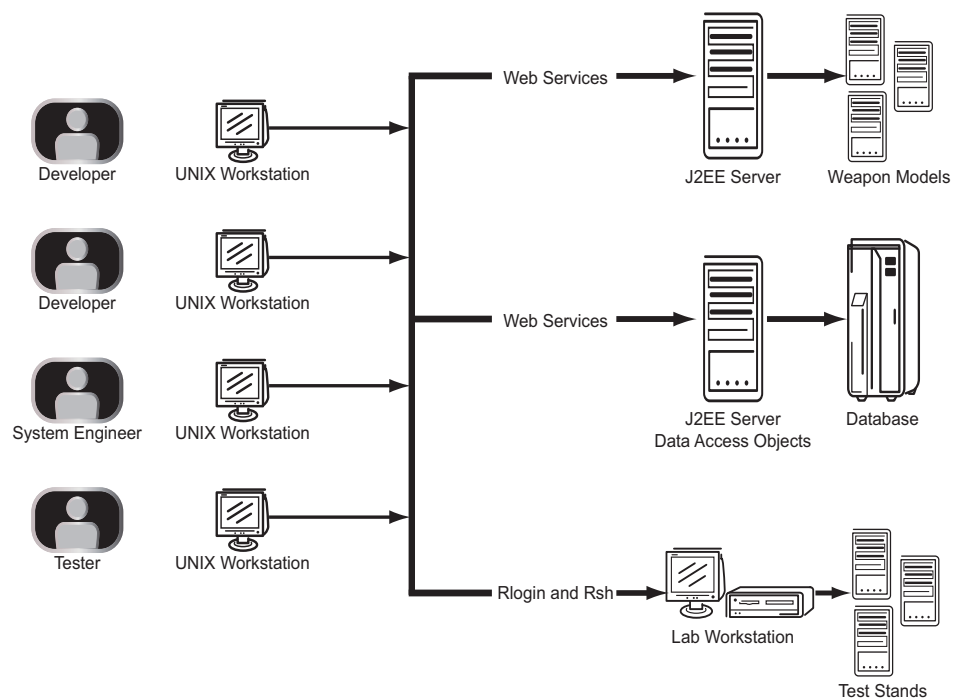 Web Services
J2EE Server
Weapon Models
Developer
UNIX Workstation
Developer
UNIX Workstation
Web Services
J2EE Server
Data Access Objects
Database
System Engineer
UNIX Workstation
Tester
UNIX Workstation
Rlogin and Rsh
Lab Workstation
Test Stands